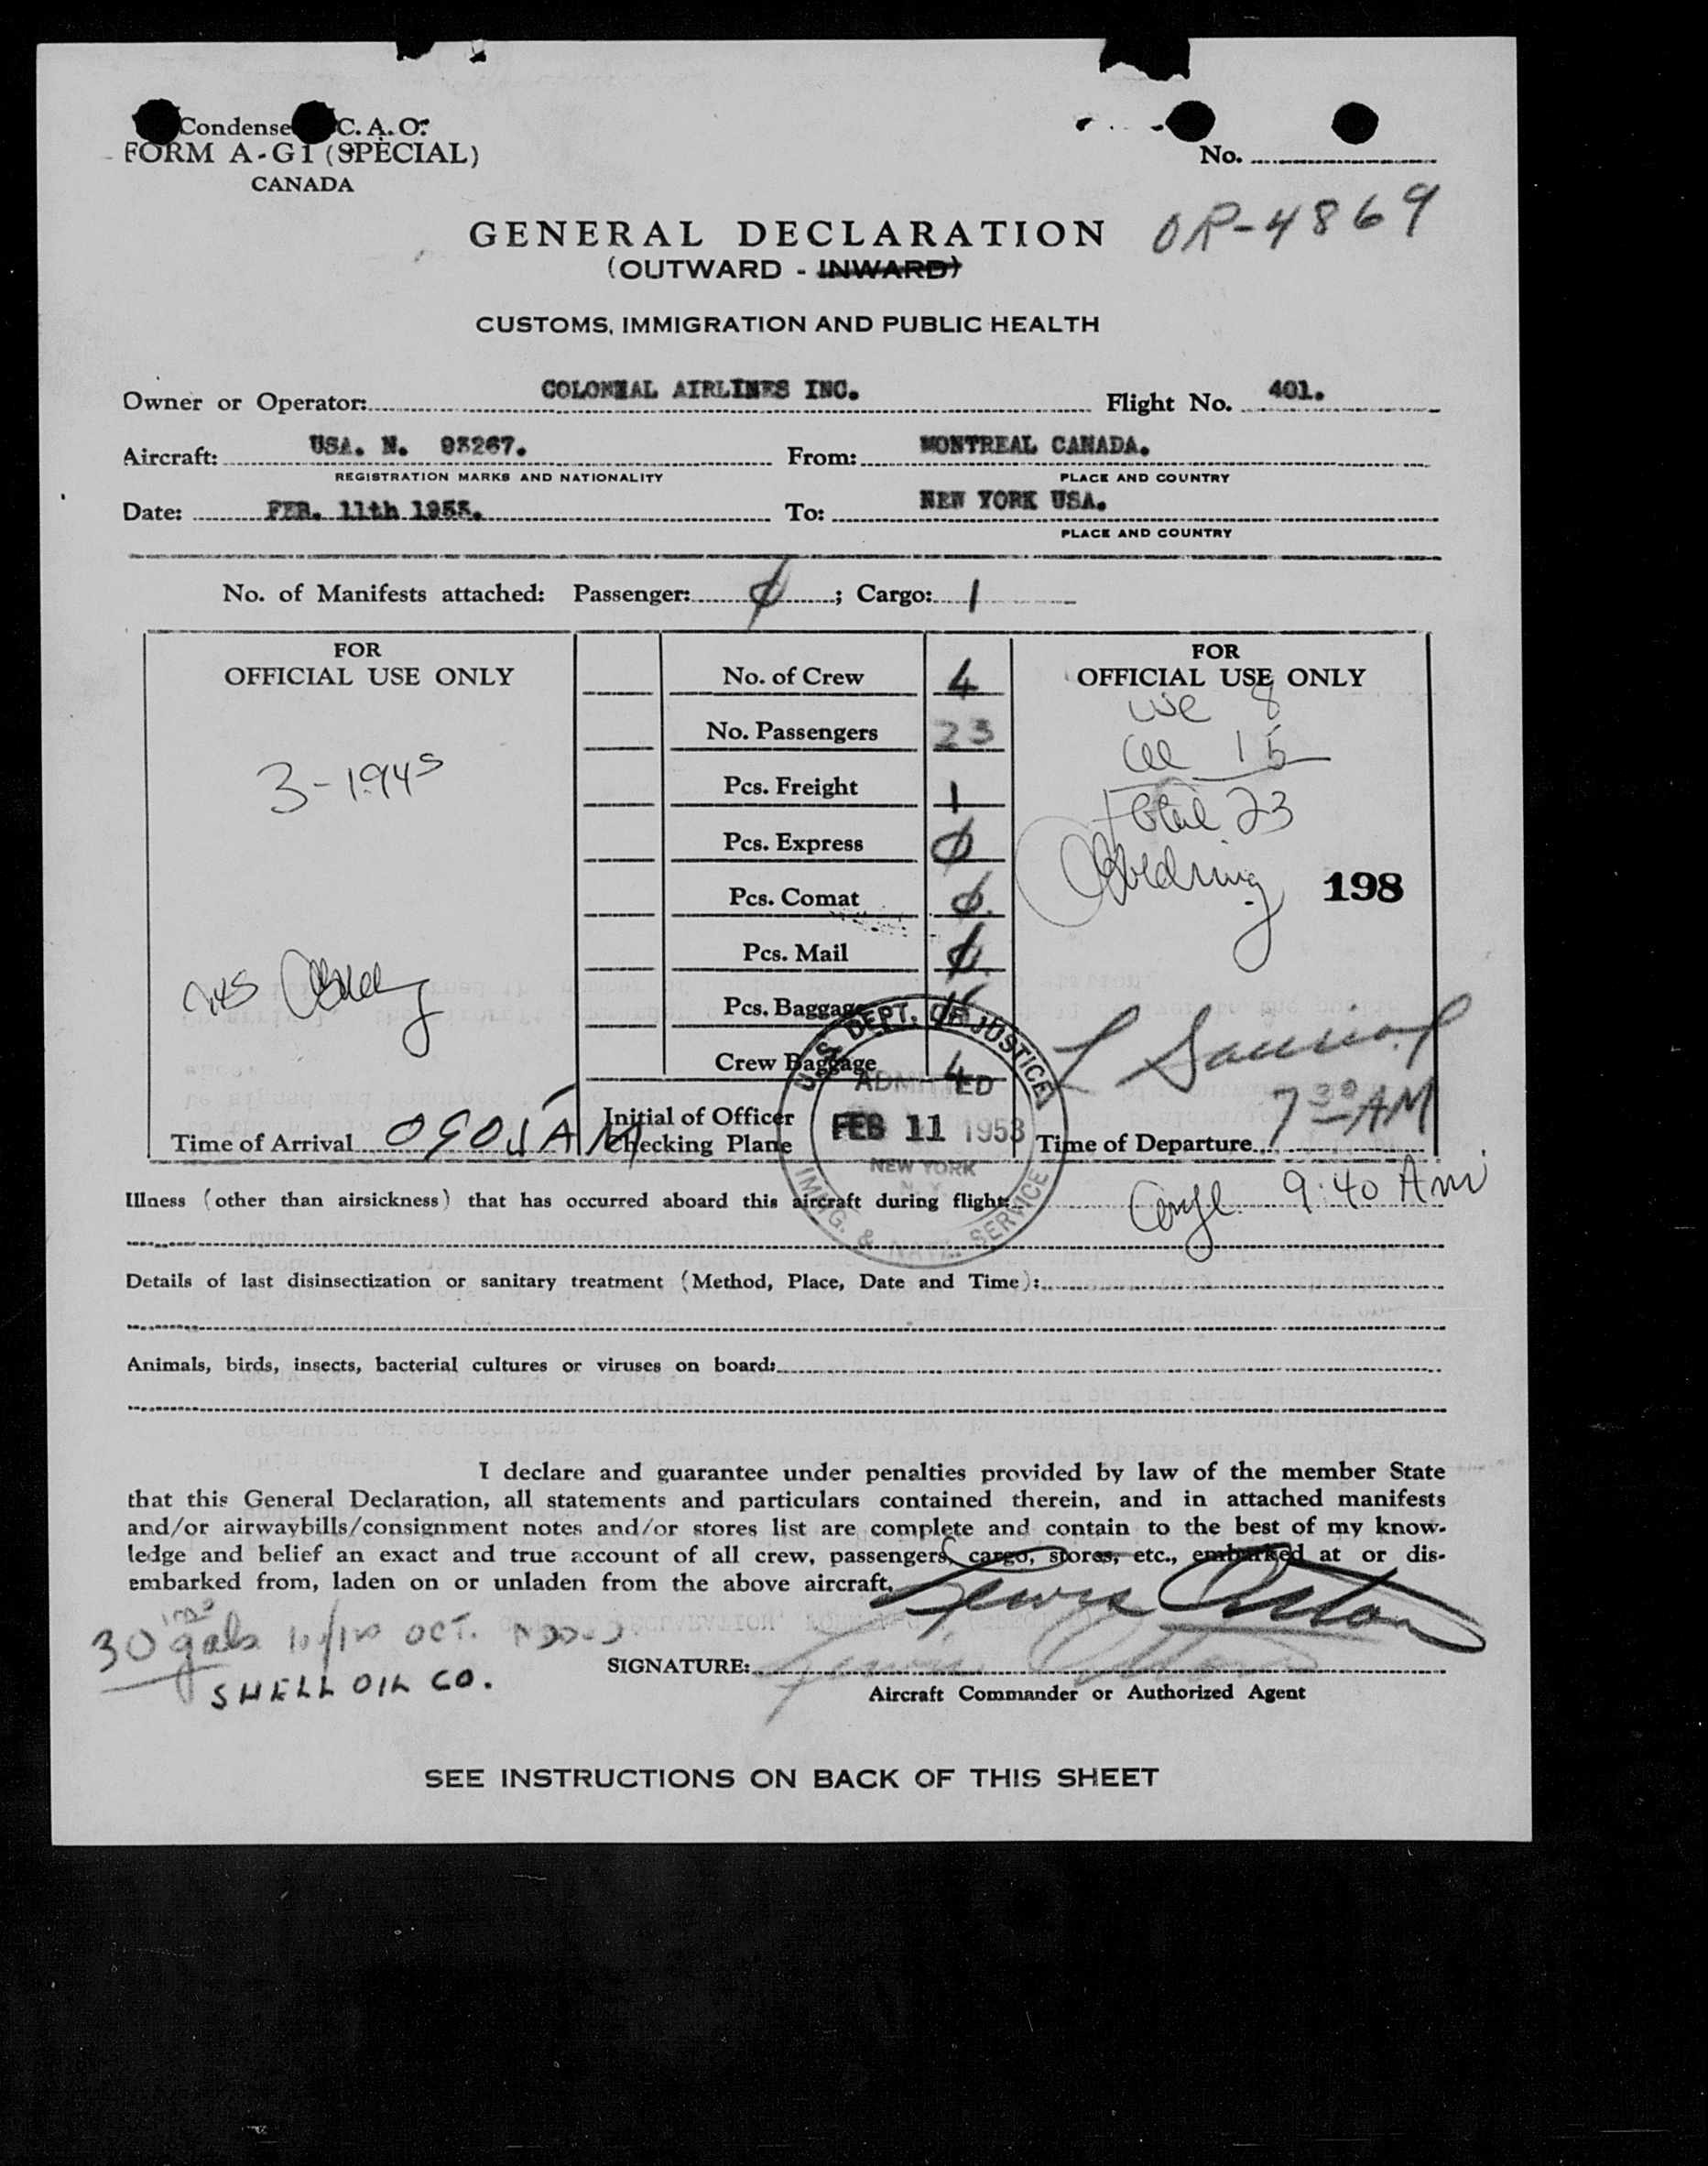 Condense C. A. O.
FORM A-G1 (SPECIAL)
CANADA
No.
OR-4869
GENERAL DECLARATION
(OUTWARD - INWARD)
CUSTOMS, IMMIGRATION AND PUBLIC HEALTH
Owner or Operator: COLONIAL AIRLINES INC. Flight No. 401.
Aircraft: USA. N. 93267. From: MONTREAL CANADA.
REGISTRATION MARKS AND NATIONALITY PLACE AND COUNTRY
Date: FEB. 11th 1953. To: NEW YORK USA.
PLACE AND COUNTRY
No. of Manifests attached: Passenger: ; Cargo: 1
FOR
OFFICIAL USE ONLY
3-1945
No. of Crew 4
No. Passengers 23
Pcs. Freight 1
Pcs. Express 0
Pcs. Comat 0.
Pcs. Mail
Pcs. Baggage
Crew Baggage 4
FOR
OFFICIAL USE ONLY
8
15
Total 23
198
Time of Arrival 0905 AM
Initial of Officer
Checking Plane
Time of Departure 7 30 AM
U.S. DEPT. OF JUSTICE
ADMITTED
FEB 11 1953
NEW YORK
IMMIG. & NATZ. SERVICE
Illness (other than airsickness) that has occurred aboard this aircraft during flight: 9:40 Am
Details of last disinsectization or sanitary treatment (Method, Place, Date and Time):
Animals, birds, insects, bacterial cultures or viruses on board:
I declare and guarantee under penalties provided by law of the member State
that this General Declaration, all statements and particulars contained therein, and in attached manifests
and/or airwaybills/consignment notes and/or stores list are complete and contain to the best of my know-
ledge and belief an exact and true account of all crew, passengers, cargo, stores, etc., embarked at or dis-
embarked from, laden on or unladen from the above aircraft.
30 gals OCT.
SHELL OIL CO.
SIGNATURE:
Aircraft Commander or Authorized Agent
SEE INSTRUCTIONS ON BACK OF THIS SHEET